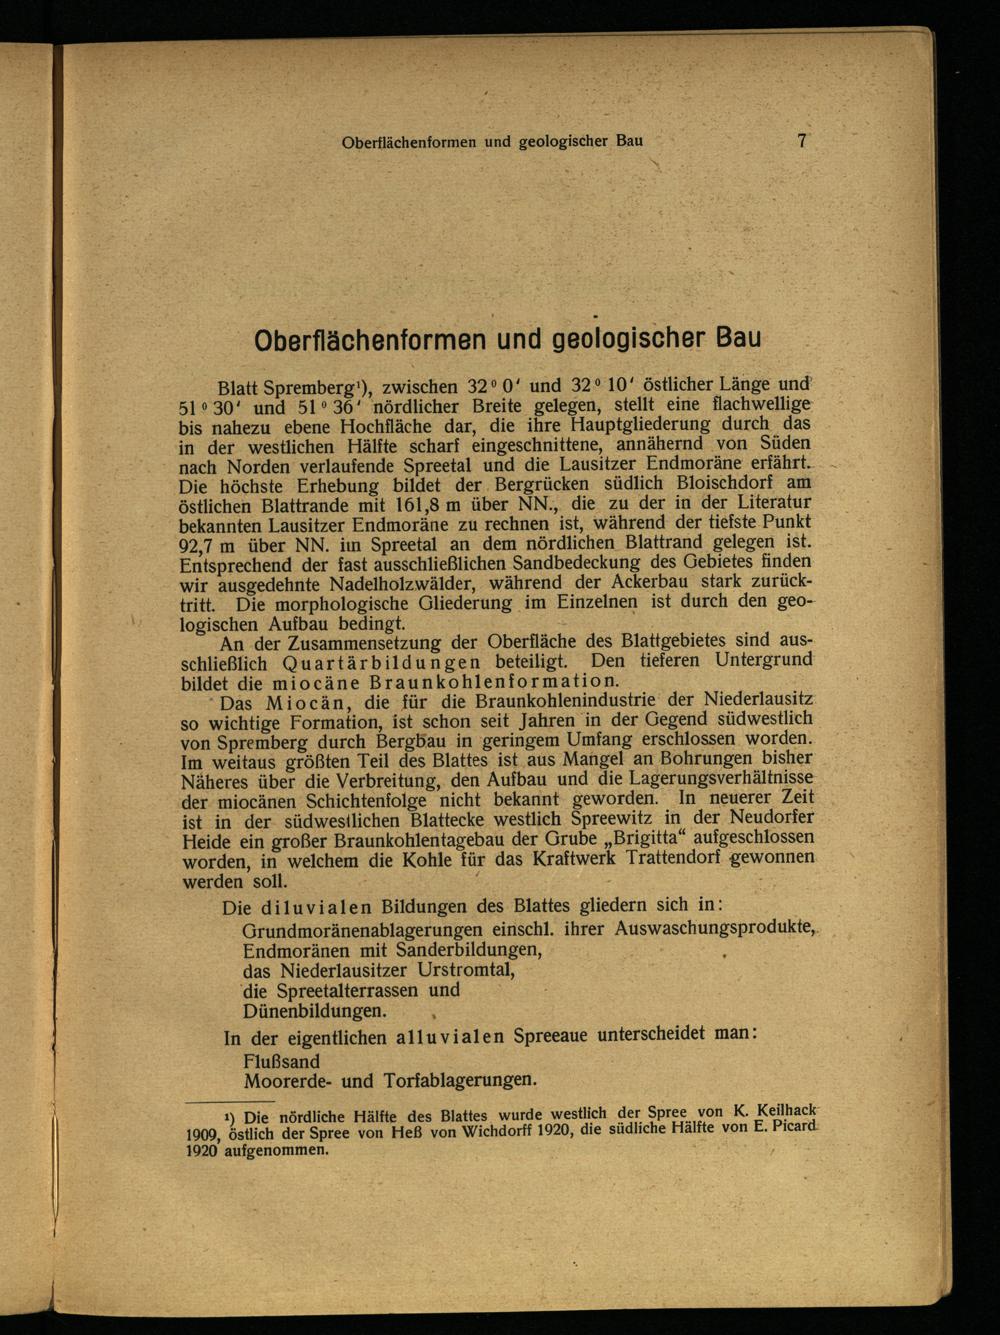 Oberflächenformen und geologischer Bau 7
Oberflächenformen und geologischer Bau
Blatt Spremberg¹), zwischen 32° 0′ und 32° 10′ östlicher Länge und
51° 30′ und 51° 36′ nördlicher Breite gelegen, stellt eine flachwellige
bis nahezu ebene Hochfläche dar, die ihre Hauptgliederung durch das
in der westlichen Hälfte scharf eingeschnittene, annähernd von Süden
nach Norden verlaufende Spreetal und die Lausitzer Endmoräne erfährt.
Die höchste Erhebung bildet der Bergrücken südlich Bloischdorf am
östlichen Blattrande mit 161,8 m über NN., die zu der in der Literatur
bekannten Lausitzer Endmoräne zu rechnen ist, während der tiefste Punkt
92,7 m über NN. im Spreetal an dem nördlichen Blattrand gelegen ist.
Entsprechend der fast ausschließlichen Sandbedeckung des Gebietes finden
wir ausgedehnte Nadelholzwälder, während der Ackerbau stark zurück-
tritt. Die morphologische Gliederung im Einzelnen ist durch den geo-
logischen Aufbau bedingt.
An der Zusammensetzung der Oberfläche des Blattgebietes sind aus-
schließlich Quartärbildungen beteiligt. Den tieferen Untergrund
bildet die miocäne Braunkohlenformation.
Das Miocän, die für die Braunkohlenindustrie der Niederlausitz
so wichtige Formation, ist schon seit Jahren in der Gegend südwestlich
von Spremberg durch Bergbau in geringem Umfang erschlossen worden.
Im weitaus größten Teil des Blattes ist aus Mangel an Bohrungen bisher
Näheres über die Verbreitung, den Aufbau und die Lagerungsverhältnisse
der miocänen Schichtenfolge nicht bekannt geworden. In neuerer Zeit
ist in der südwestlichen Blattecke westlich Spreewitz in der Neudorfer
Heide ein großer Braunkohlentagebau der Grube „Brigitta“ aufgeschlossen
worden, in welchem die Kohle für das Kraftwerk Trattendorf gewonnen
werden soll.
Die diluvialen Bildungen des Blattes gliedern sich in:
Grundmoränenablagerungen einschl. ihrer Auswaschungsprodukte,
Endmoränen mit Sanderbildungen,
das Niederlausitzer Urstromtal,
die Spreetalterrassen und
Dünenbildungen.
In der eigentlichen alluvialen Spreeaue unterscheidet man:
Flußsand
Moorerde- und Torfablagerungen.
¹) Die nördliche Hälfte des Blattes wurde westlich der Spree von K. Keilhack
1909, östlich der Spree von Heß von Wichdorff 1920, die südliche Hälfte von E. Picard
1920 aufgenommen.